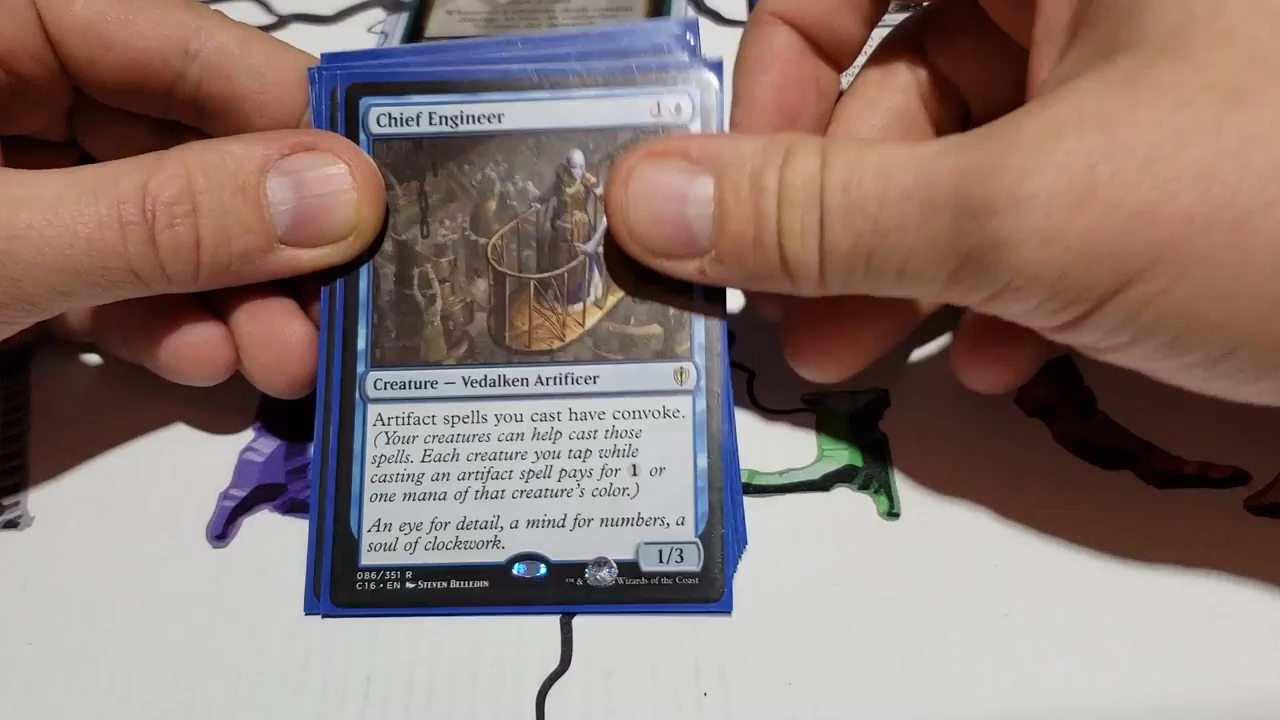 Chief Engineer 1
Creature — Vedalken Artificer
Artifact spells you cast have convoke.
(Your creatures can help cast those
spells. Each creature you tap while
casting an artifact spell pays for 1 or
one mana of that creature's color.)
An eye for detail, a mind for numbers, a
soul of clockwork.
1/3
086/351 R
C16 • EN STEVEN BELLEDIN
™ & Wizards of the Coast